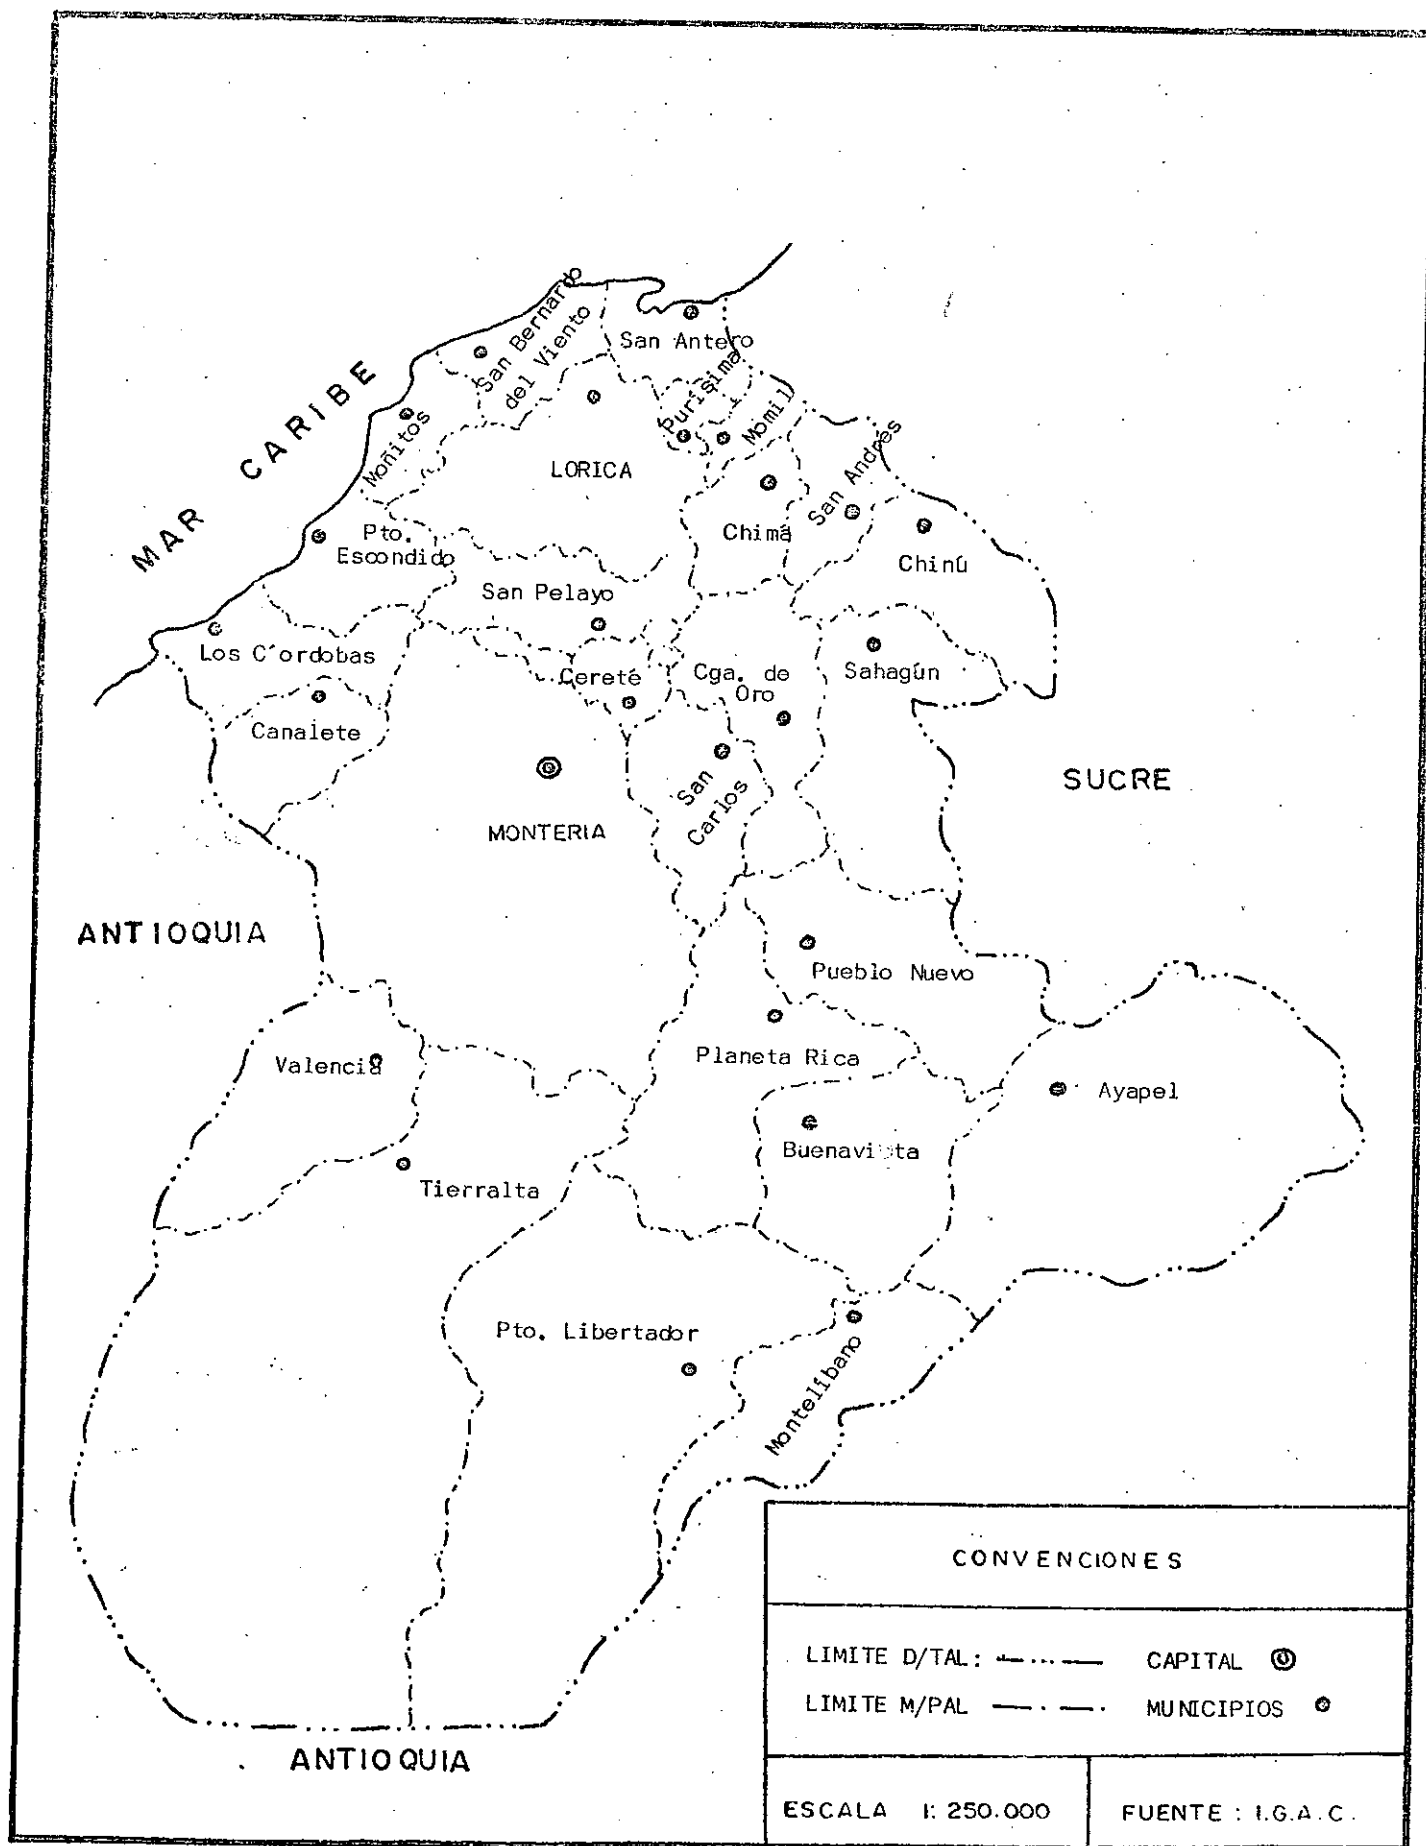 San Bernardo
del Viento
San Antero
Purísima
Momil
MAR CARIBE
Moñitos
LORICA
San Andrés
Chimá
Chinú
Pto.
Escondido
San Pelayo
Los C´ordobas
Cereté
Cga. de
Oro
Sahagún
Canalete
San
Carlos
SUCRE
MONTERIA
ANTIOQUIA
Pueblo Nuevo
Valencia
Planeta Rica
Ayapel
Buenavista
Tierralta
Pto. Libertador
Montelíbano
ANTIOQUIA
CONVENCIONES
LIMITE D/TAL: CAPITAL
LIMITE M/PAL MUNICIPIOS
ESCALA 1: 250.000
FUENTE : I.G.A.C.